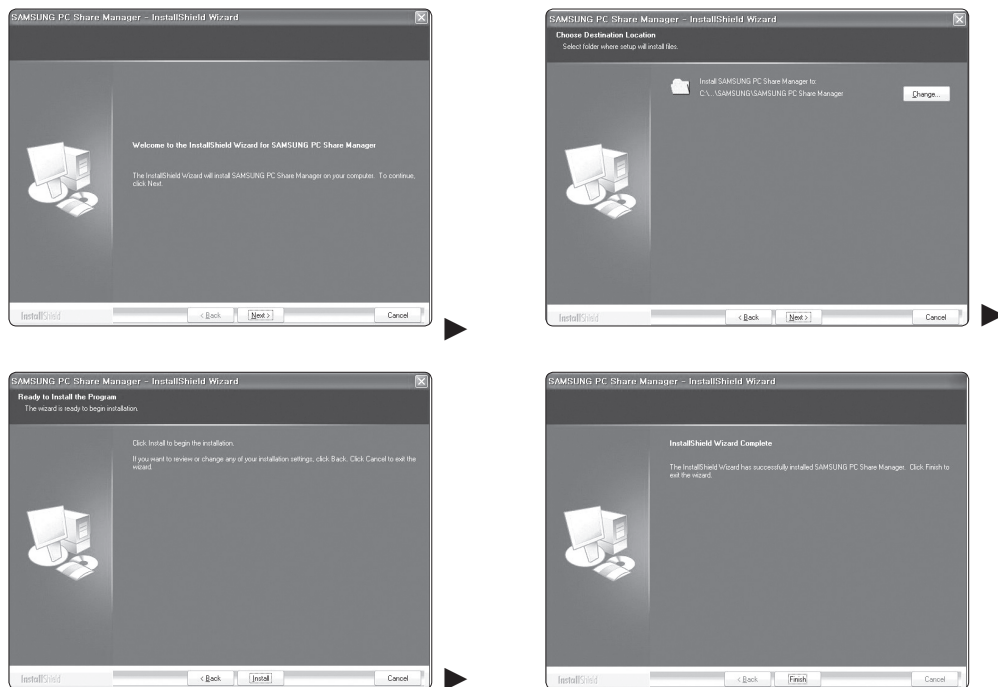 SAMSUNG PC Share Manager – InstallShield Wizard
Welcome to the InstallShield Wizard for SAMSUNG PC Share Manager
The InstallShield Wizard will install SAMSUNG PC Share Manager on your computer. To continue,
click Next.
InstallShield
< Back
Next >
Cancel
SAMSUNG PC Share Manager – InstallShield Wizard
Choose Destination Location
Select folder where setup will install files.
Install SAMSUNG PC Share Manager to:
C:\...\SAMSUNG\SAMSUNG PC Share Manager
Change...
InstallShield
< Back
Next >
Cancel
SAMSUNG PC Share Manager – InstallShield Wizard
Ready to Install the Program
The wizard is ready to begin installation.
Click Install to begin the installation.
If you want to review or change any of your installation settings, click Back. Click Cancel to exit the
wizard.
InstallShield
< Back
Install
Cancel
SAMSUNG PC Share Manager – InstallShield Wizard
InstallShield Wizard Complete
The InstallShield Wizard has successfully installed SAMSUNG PC Share Manager. Click Finish to
exit the wizard.
InstallShield
< Back
Finish
Cancel